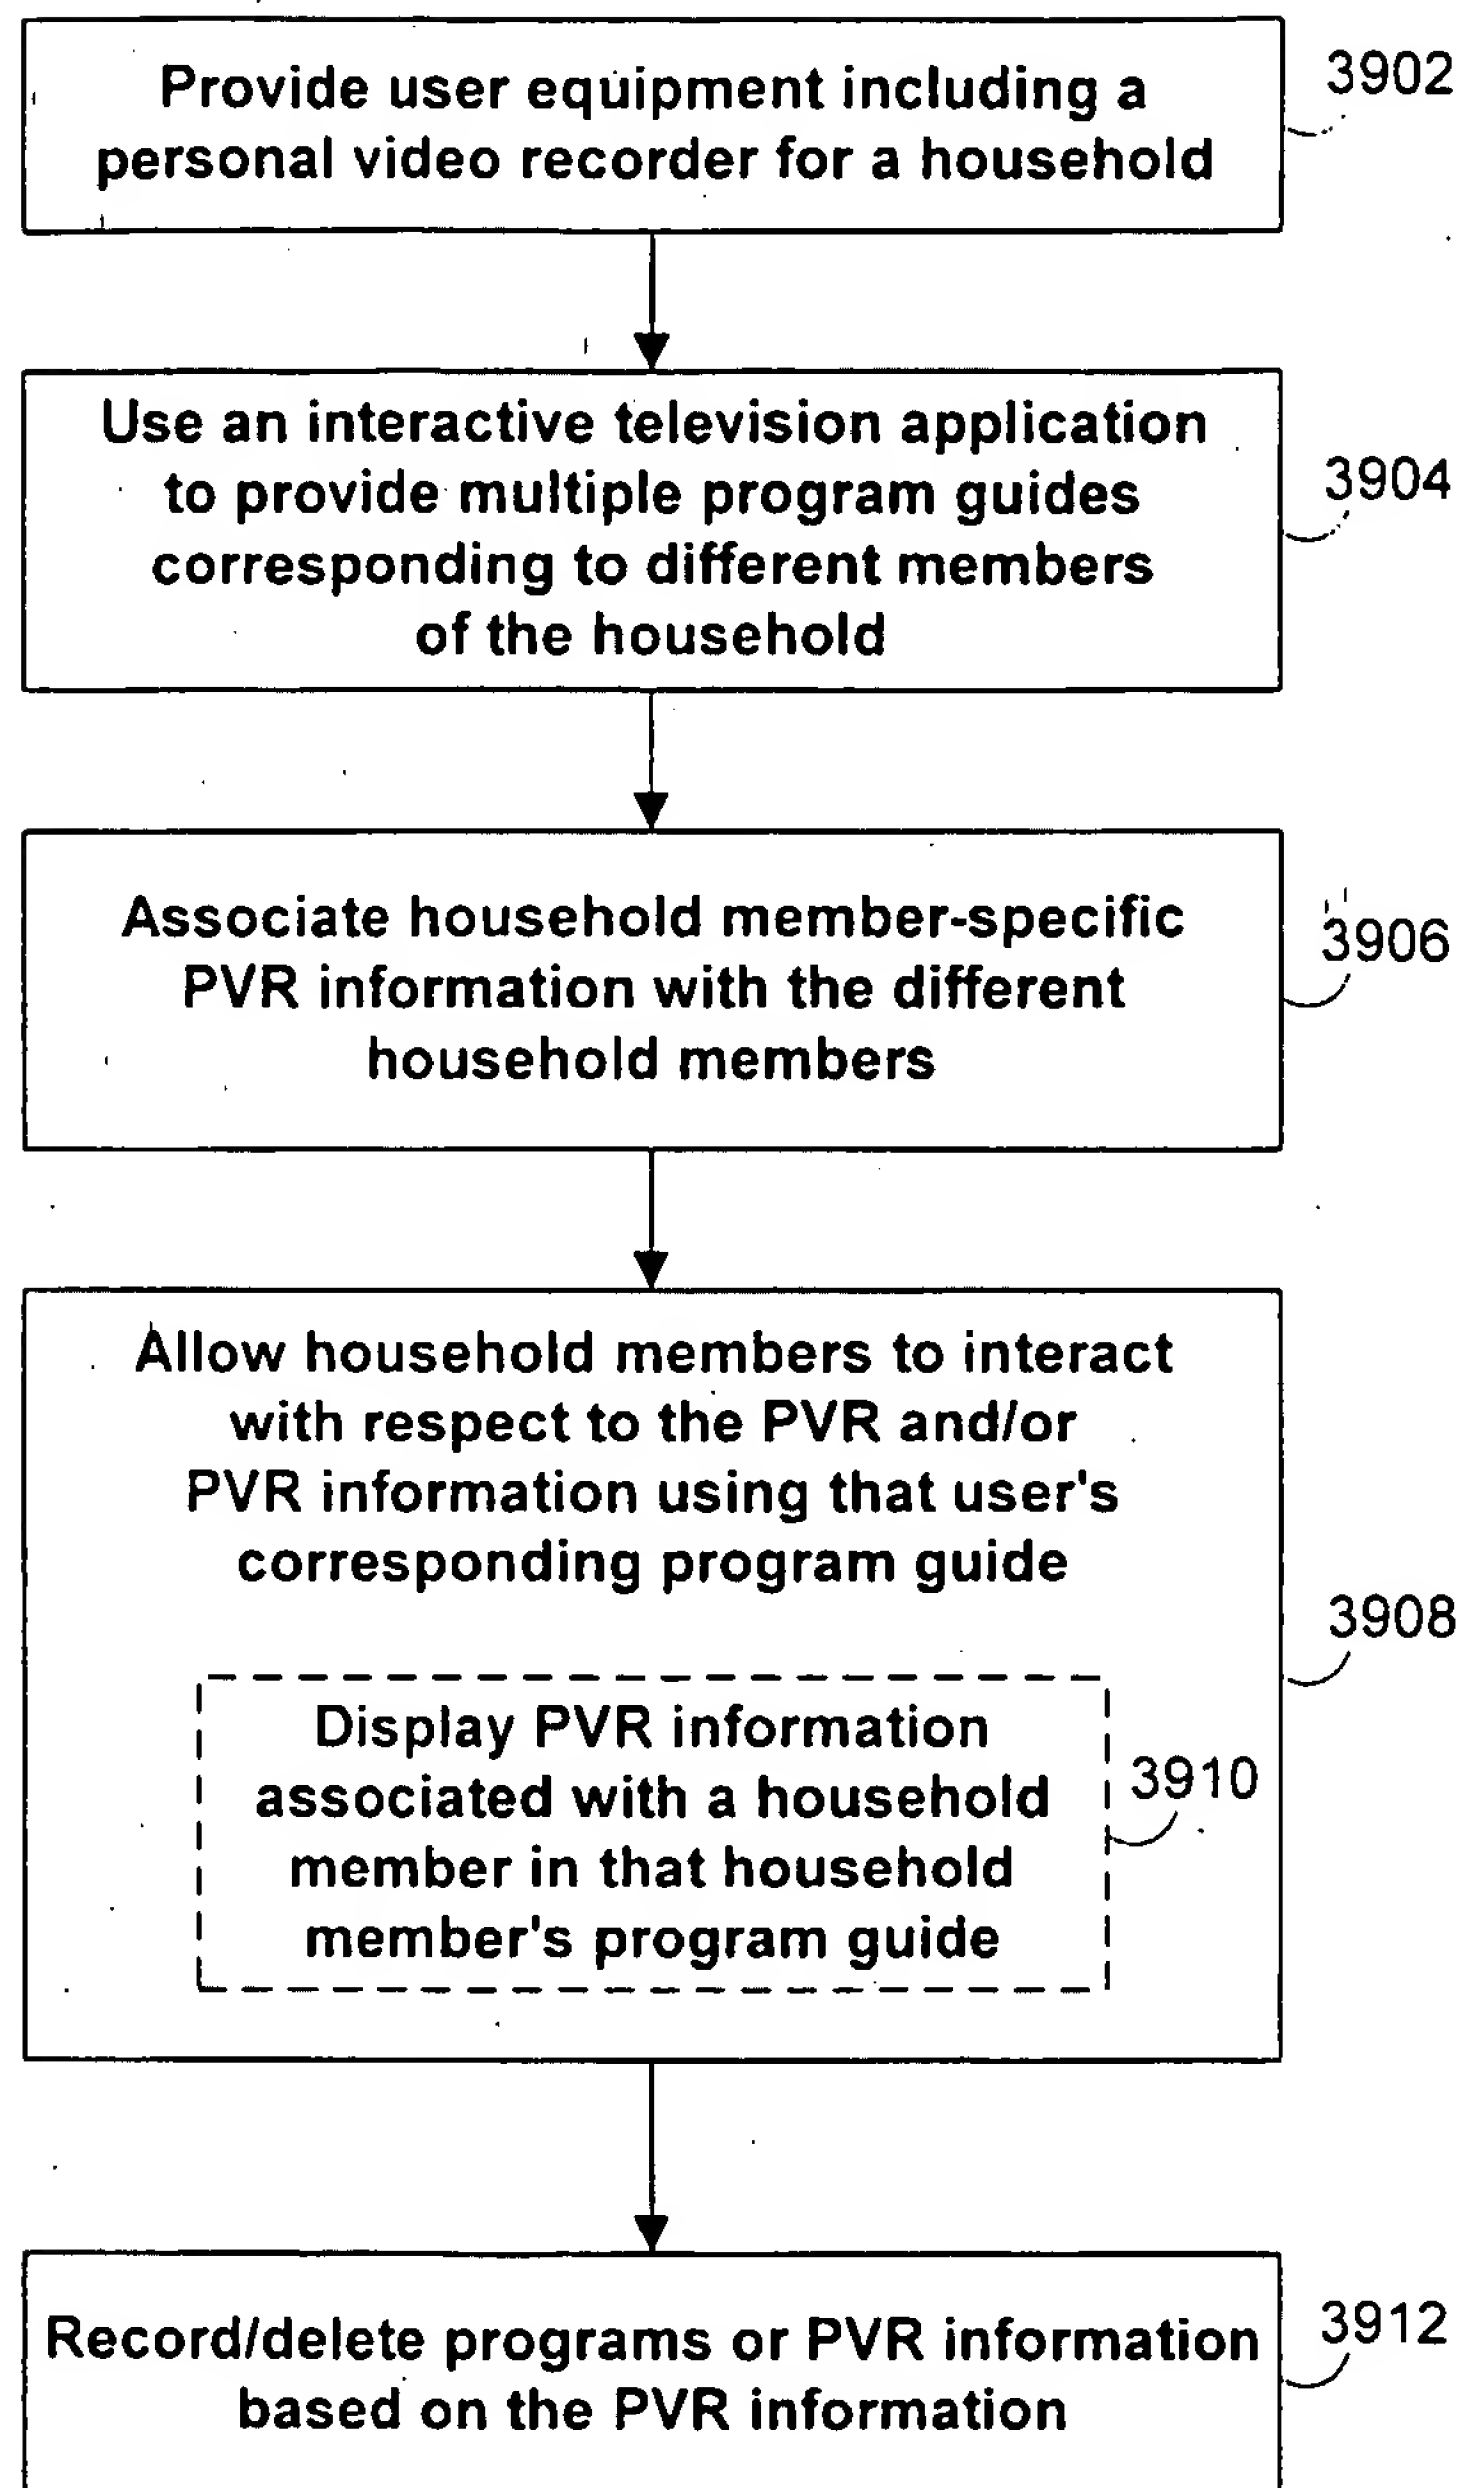 Provide user equipment including a
personal video recorder for a household
3902
Use an interactive television application
to provide multiple program guides
corresponding to different members
of the household
3904
Associate household member-specific
PVR information with the different
household members
3906
Allow household members to interact
with respect to the PVR and/or
PVR information using that user's
corresponding program guide
3908
Display PVR information
associated with a household
member in that household
member's program guide
3910
Record/delete programs or PVR information
based on the PVR information
3912